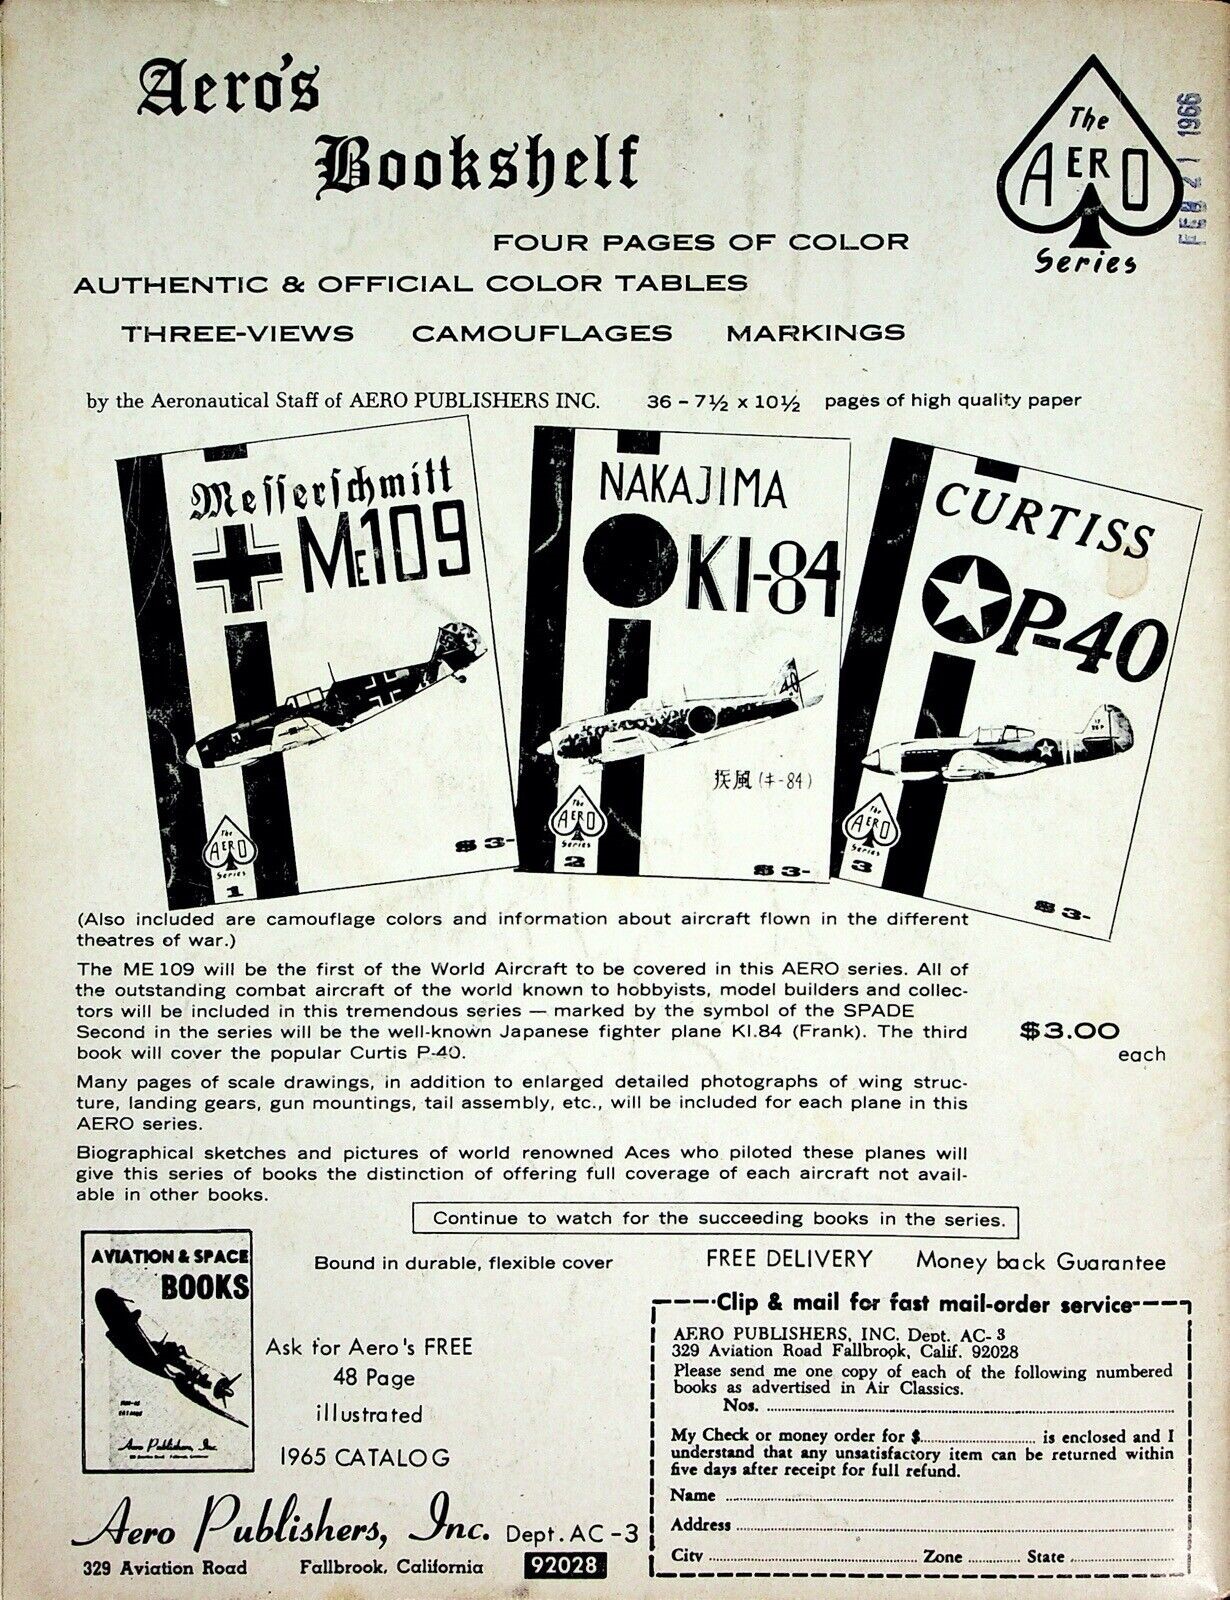 Aero's
Bookshelf
The
AERO
Series
FEB 21 1966
FOUR PAGES OF COLOR
AUTHENTIC & OFFICIAL COLOR TABLES
THREE-VIEWS CAMOUFLAGES MARKINGS
by the Aeronautical Staff of AERO PUBLISHERS INC. 36 - 7½ x 10½ pages of high quality paper
Messerschmitt
ME109
The
AERO
Series
1
$ 3-
NAKAJIMA
KI-84
40
疾風 (キ-84)
The
AERO
Series
2
$ 3-
CURTISS
P-40
The
AERO
Series
3
$ 3-
(Also included are camouflage colors and information about aircraft flown in the different
theatres of war.)
The ME 109 will be the first of the World Aircraft to be covered in this AERO series. All of
the outstanding combat aircraft of the world known to hobbyists, model builders and collec-
tors will be included in this tremendous series — marked by the symbol of the SPADE
Second in the series will be the well-known Japanese fighter plane KI.84 (Frank). The third
book will cover the popular Curtis P-40.
$3.00
each
Many pages of scale drawings, in addition to enlarged detailed photographs of wing struc-
ture, landing gears, gun mountings, tail assembly, etc., will be included for each plane in this
AERO series.
Biographical sketches and pictures of world renowned Aces who piloted these planes will
give this series of books the distinction of offering full coverage of each aircraft not avail-
able in other books.
Continue to watch for the succeeding books in the series.
AVIATION & SPACE
BOOKS
Aero Publishers, Inc.
Bound in durable, flexible cover
FREE DELIVERY Money back Guarantee
Ask for Aero's FREE
48 Page
illustrated
1965 CATALOG
Aero Publishers, Inc. Dept. AC-3
329 Aviation Road Fallbrook, California 92028
Clip & mail for fast mail-order service
AERO PUBLISHERS, INC. Dept. AC-3
329 Aviation Road Fallbrook, Calif. 92028
Please send me one copy of each of the following numbered
books as advertised in Air Classics.
Nos.
My Check or money order for $ is enclosed and I
understand that any unsatisfactory item can be returned within
five days after receipt for full refund.
Name
Address
City Zone State